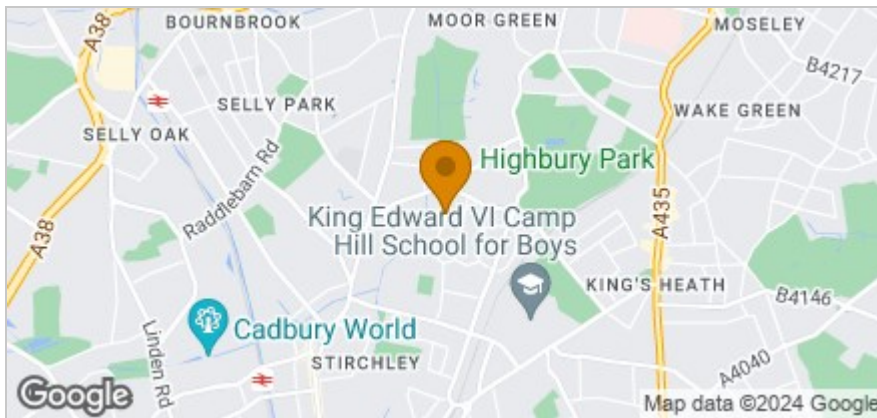 A38
BOURNBROOK
MOOR GREEN
MOSELEY
B4217
SELLY PARK
WAKE GREEN
SELLY OAK
Raddlebarn Rd
Highbury Park
A38
A435
King Edward VI Camp
Hill School for Boys
KING'S HEATH
B4146
Linden Rd
Cadbury World
STIRCHLEY
A4040
Google
Map data ©2024 Google